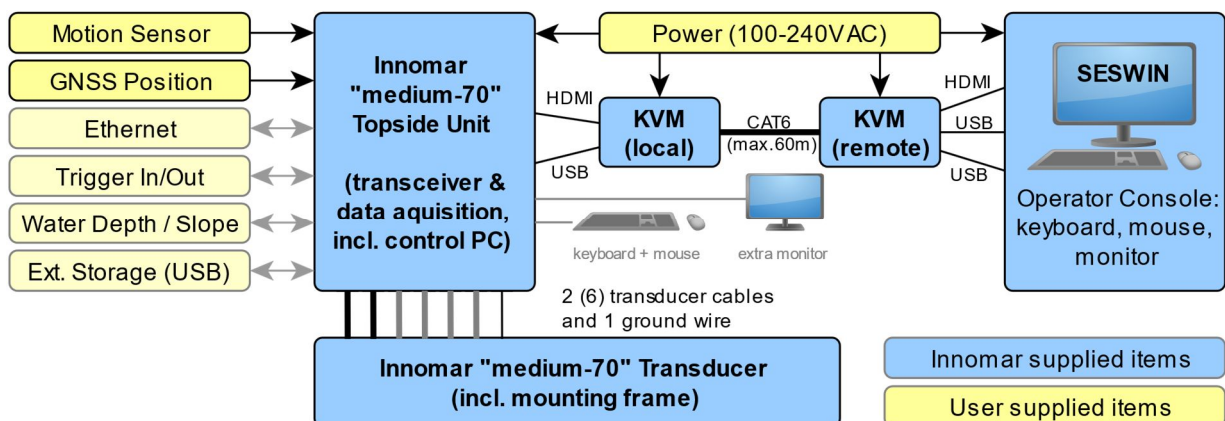 Motion Sensor
GNSS Position
Ethernet
Trigger In/Out
Water Depth / Slope
Ext. Storage (USB)
Innomar
"medium-70"
Topside Unit
(transceiver &
data aquisition,
incl. control PC)
Power (100-240VAC)
HDMI
USB
KVM
(local)
CAT6
(max.60m)
KVM
(remote)
HDMI
USB
USB
SESWIN
Operator Console:
keyboard, mouse,
monitor
keyboard + mouse
extra monitor
2 (6) transducer cables
and 1 ground wire
Innomar "medium-70" Transducer
(incl. mounting frame)
Innomar supplied items
User supplied items